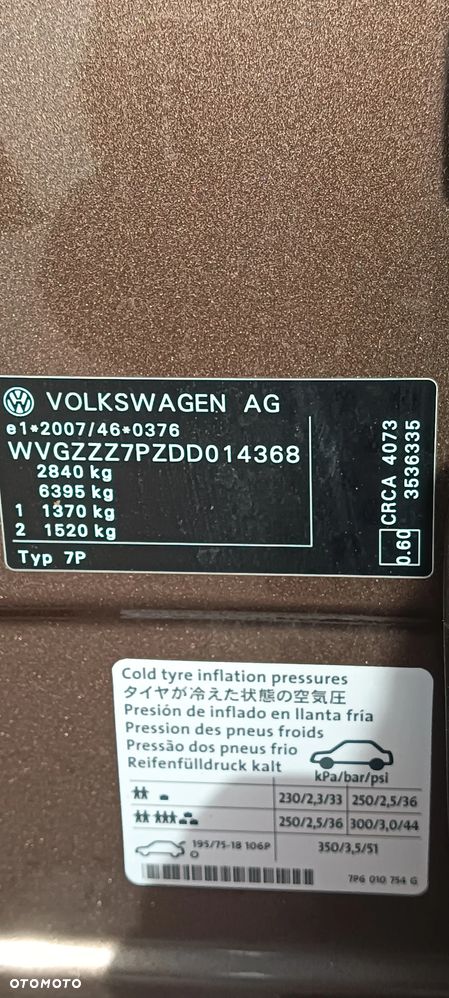 VOLKSWAGEN AG
e1*2007/46*0376
WVGZZZ7PZDD014368
2840 kg
6395 kg
1 1370 kg
2 1520 kg
Typ 7P
CRCA 4073
3536335
0.60
Cold tyre inflation pressures
タイヤが冷えた状態の空気圧
Presión de inflado en llanta fría
Pression des pneus froids
Pressão dos pneus frio
Reifenfülldruck kalt
kPa/bar/psi
230/2,3/33 250/2,5/36
250/2,5/36 300/3,0/44
195/75-18 106P 350/3,5/51
7P6 010 754 G
OTOMOTO